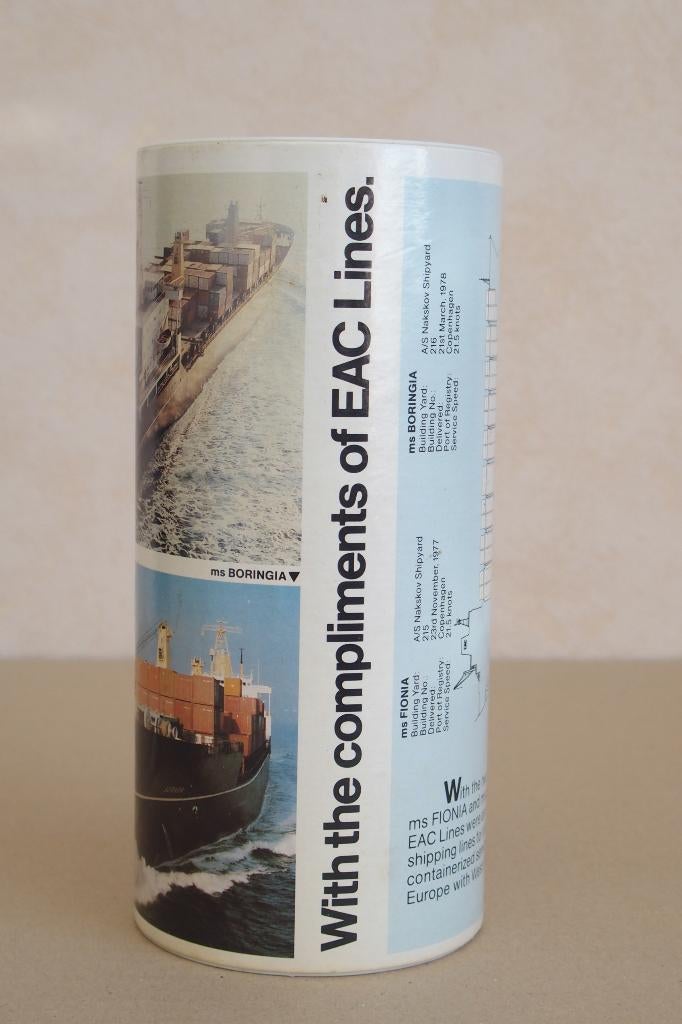 ms BORINGIA▼
With the compliments of EAC Lines.
ms FIONIA
Building Yard: A/S Nakskov Shipyard
Building No.: 215
Delivered: 23rd November, 1977
Port of Registry: Copenhagen
Service Speed: 21.5 knots
ms BORINGIA
Building Yard: A/S Nakskov Shipyard
Building No.: 216
Delivered: 21st March, 1978
Port of Registry: Copenhagen
Service Speed: 21.5 knots
EAC
With the
ms FIONIA and
EAC Lines were
shipping lines to
containerized
Europe with